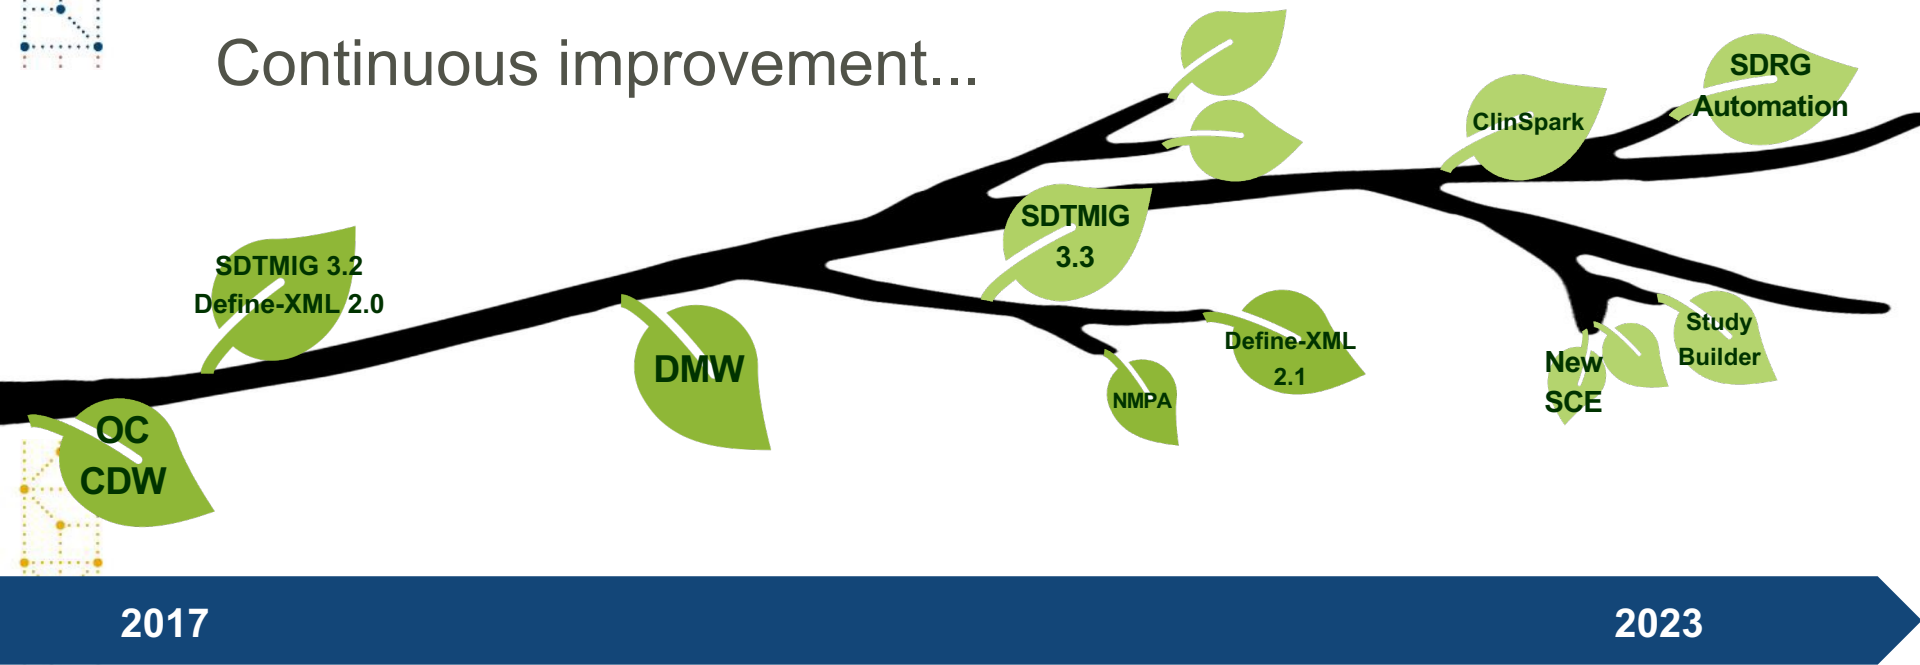 Continuous improvement...
SDTMIG 3.2
Define-XML 2.0
OC
CDW
DMW
SDTMIG
3.3
NMPA
Define-XML
2.1
ClinSpark
SDRG
Automation
New
SCE
Study
Builder
2017
2023